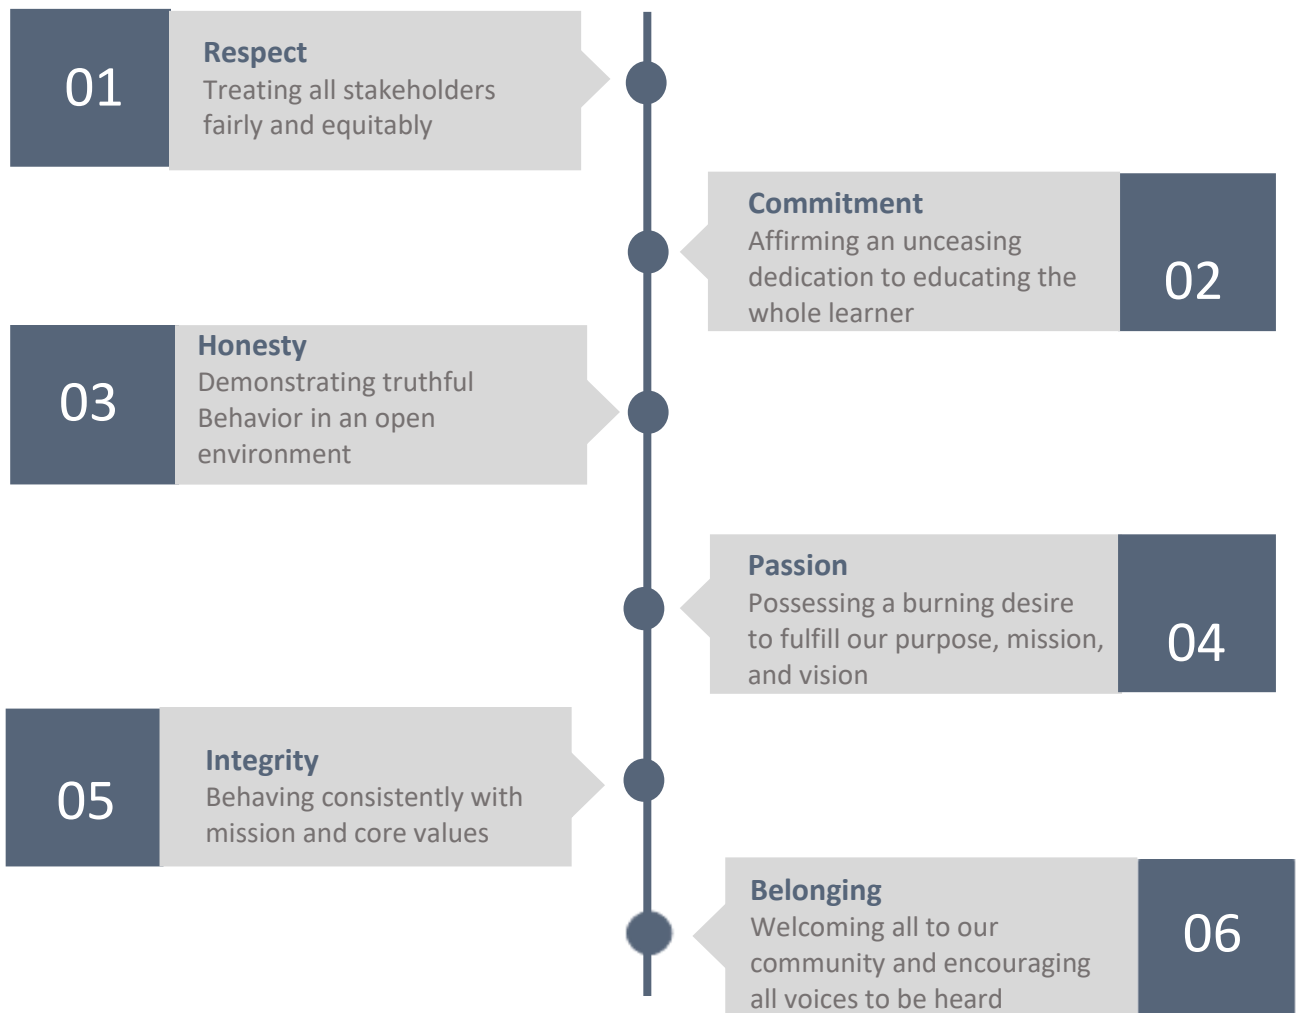 01
Respect
Treating all stakeholders
fairly and equitably
Commitment
Affirming an unceasing
dedication to educating the
whole learner
02
03
Honesty
Demonstrating truthful
Behavior in an open
environment
Passion
Possessing a burning desire
to fulfill our purpose, mission,
and vision
04
05
Integrity
Behaving consistently with
mission and core values
Belonging
Welcoming all to our
community and encouraging
all voices to be heard
06